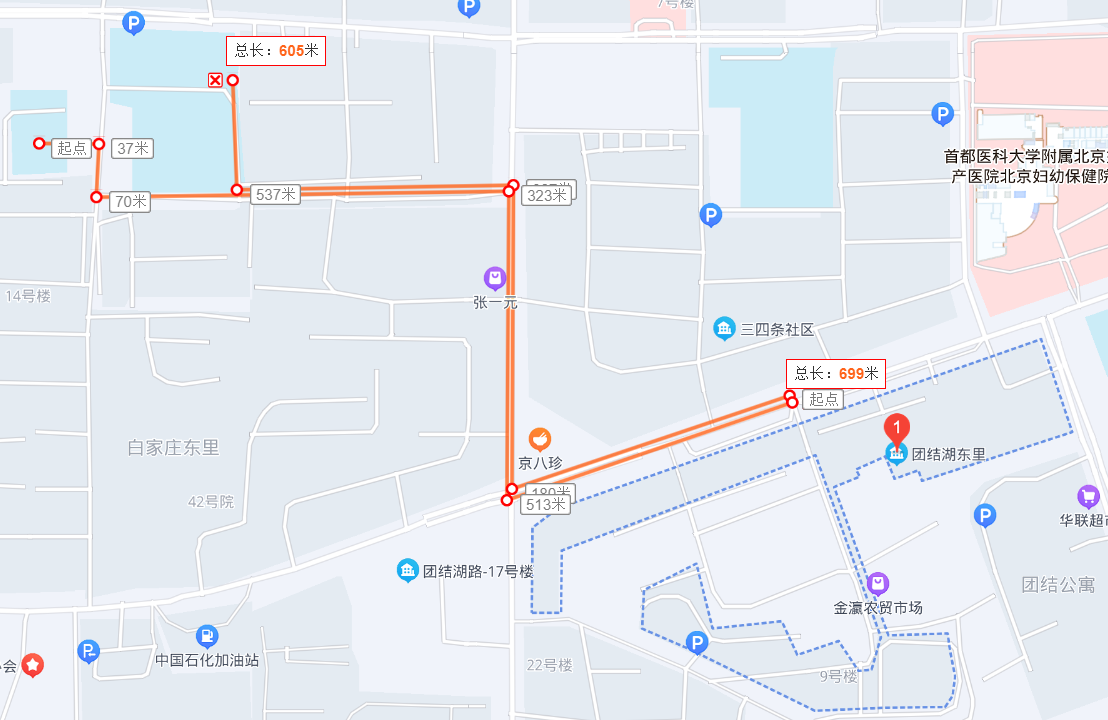 7号楼
总长：605米
起点
37米
首都医科大学附属北京
产医院北京妇幼保健院
70米
537米
323米
14号楼
张一元
三四条社区
总长：699米
起点
1
白家庄东里
京八珍
团结湖东里
42号院
180米
513米
华联超
团结湖路-17号楼
团结公寓
金瀛农贸市场
中国石化加油站
会
22号楼
9号楼